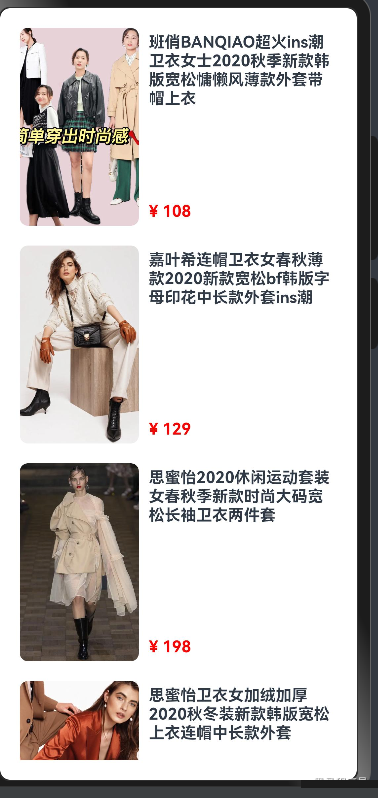 班俏BANQIAO超火ins潮
卫衣女士2020秋季新款韩
版宽松慵懒风薄款外套带
帽上衣
简单穿出时尚感
¥ 108
嘉叶希连帽卫衣女春秋薄
款2020新款宽松bf韩版字
母印花中长款外套ins潮
¥ 129
思蜜怡2020休闲运动套装
女春秋季新款时尚大码宽
松长袖卫衣两件套
¥ 198
思蜜怡卫衣女加绒加厚
2020秋冬装新款韩版宽松
上衣连帽中长款外套